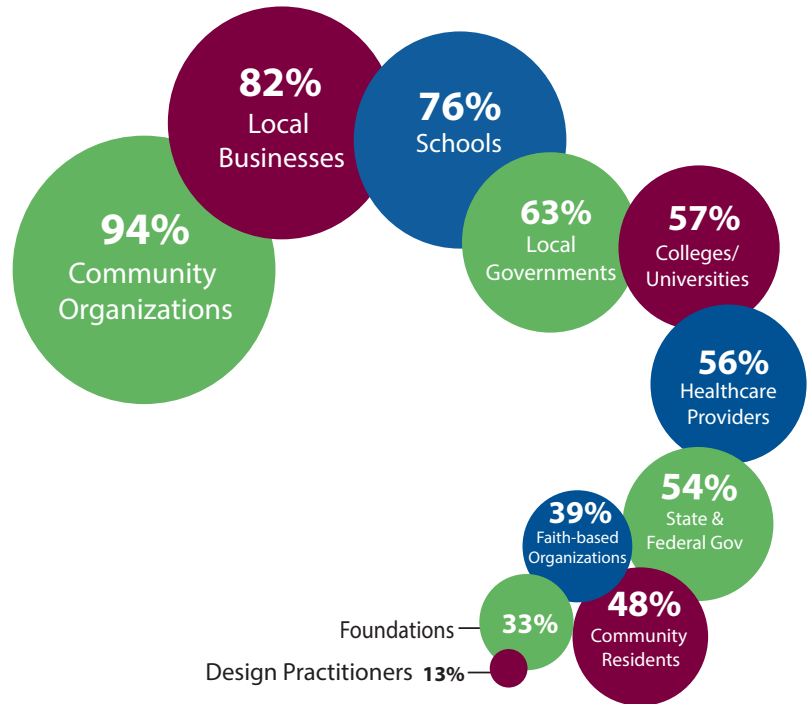 94%
Community
Organizations
82%
Local
Businesses
76%
Schools
63%
Local
Governments
57%
Colleges/
Universities
56%
Healthcare
Providers
54%
State &
Federal Gov
48%
Community
Residents
39%
Faith-based
Organizations
Foundations
33%
Design Practitioners 13%